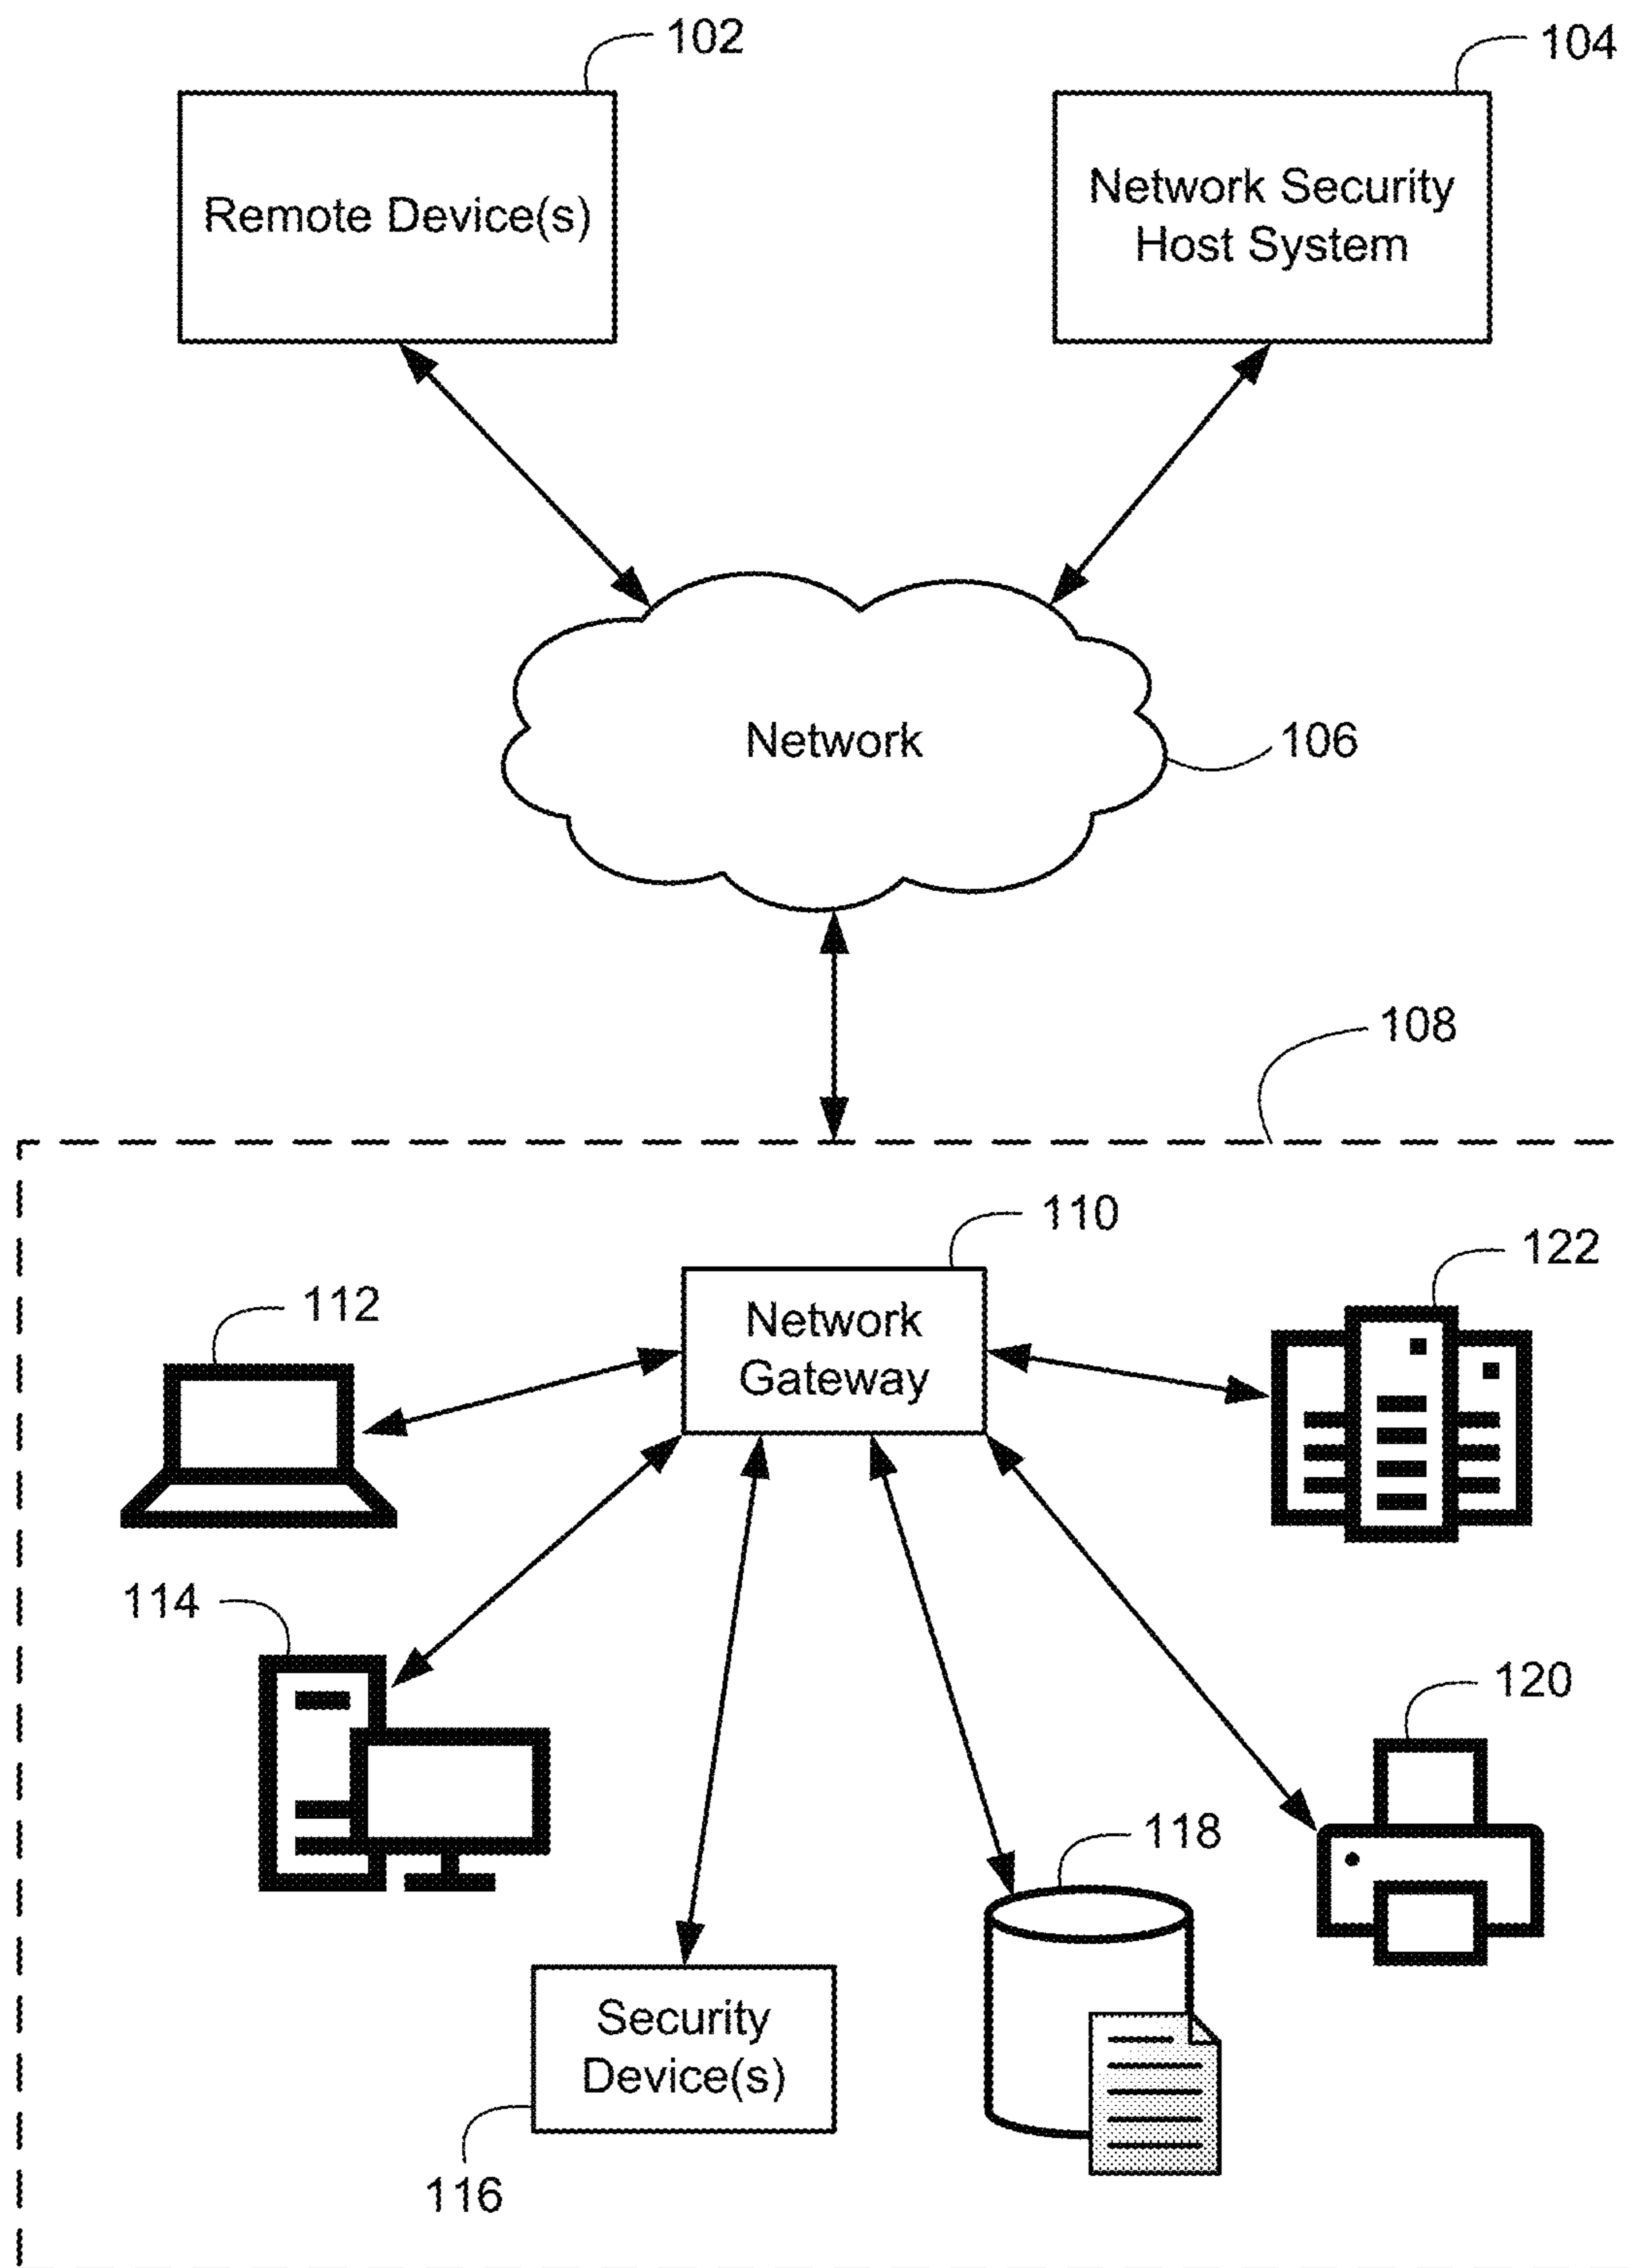 102
104
Remote Device(s)
Network Security
Host System
Network
106
108
110
122
112
Network
Gateway
114
120
118
Security
Device(s)
116